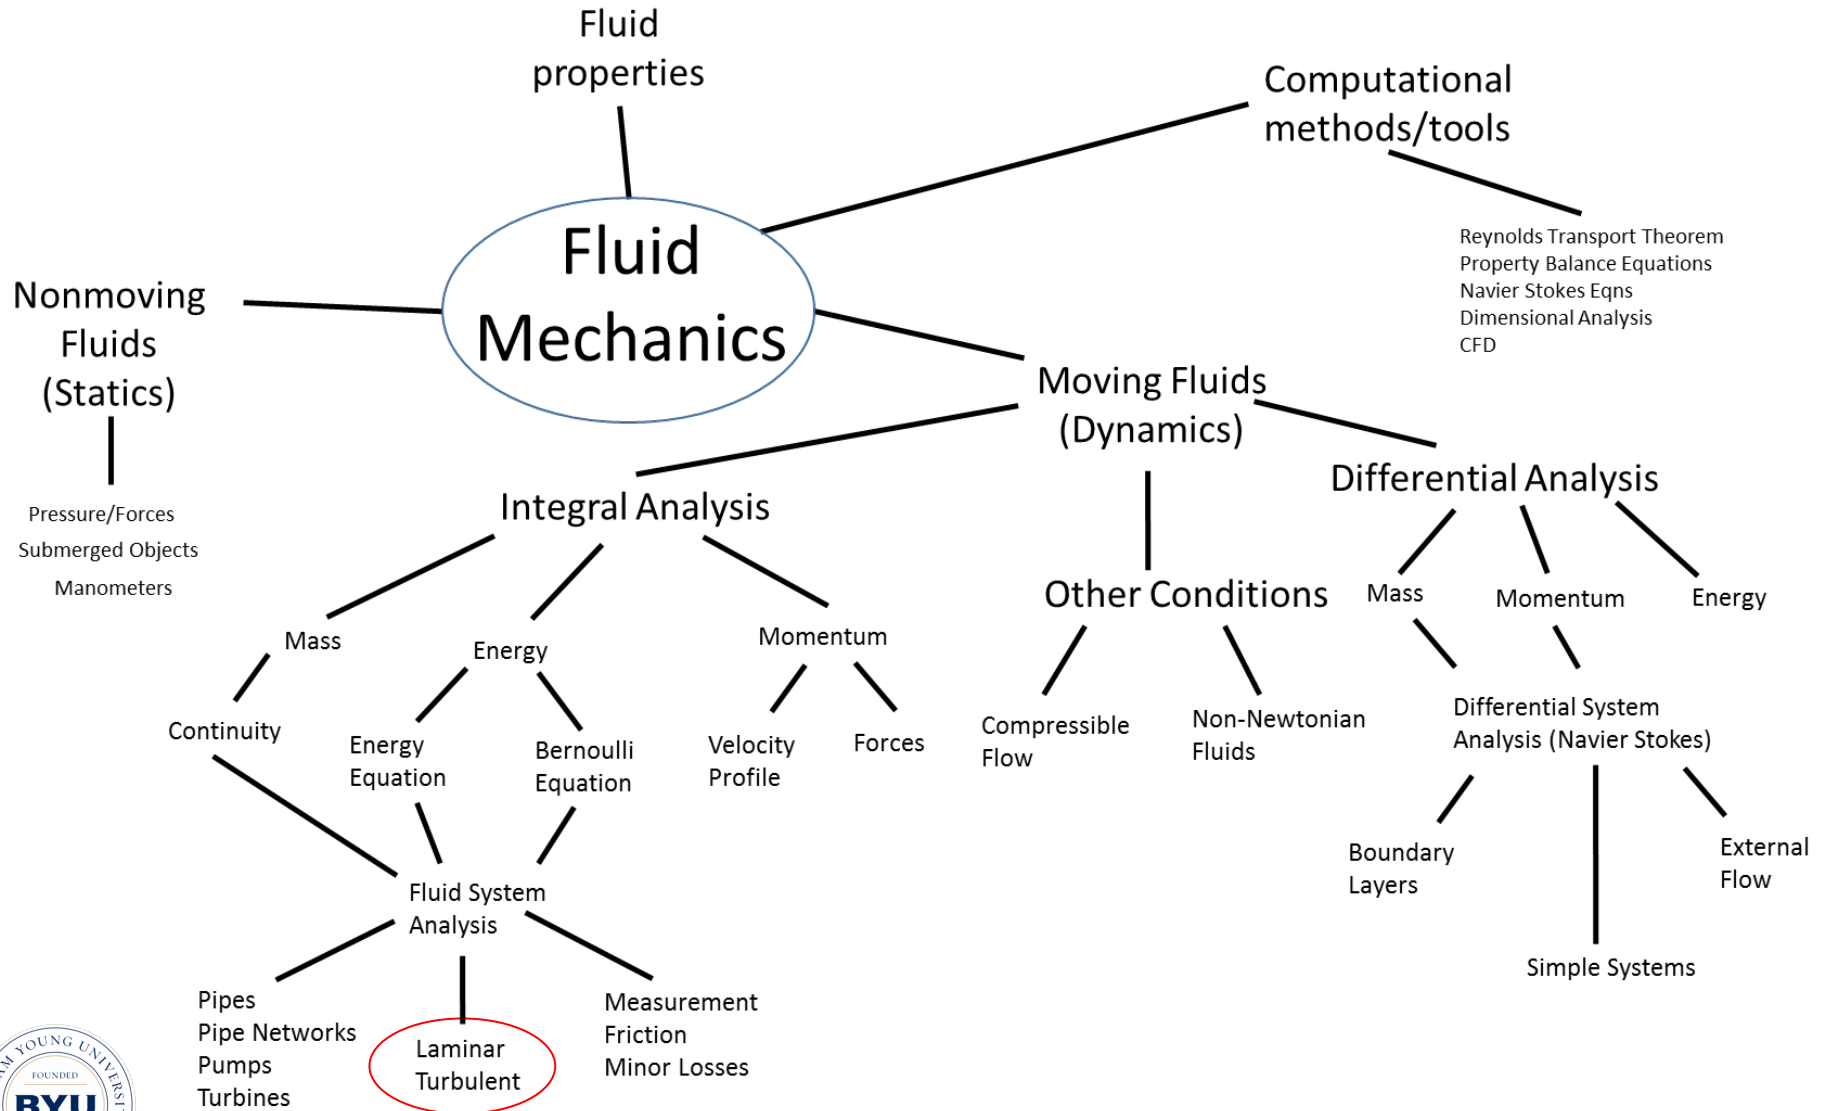 Fluid
properties
Computational
methods/tools
Fluid
Mechanics
Reynolds Transport Theorem
Property Balance Equations
Navier Stokes Eqns
Dimensional Analysis
CFD
Nonmoving
Fluids
(Statics)
Moving Fluids
(Dynamics)
Pressure/Forces
Submerged Objects
Manometers
Integral Analysis
Differential Analysis
Other Conditions
Mass
Momentum
Energy
Mass
Energy
Momentum
Continuity
Energy
Equation
Bernoulli
Equation
Velocity
Profile
Forces
Compressible
Flow
Non-Newtonian
Fluids
Differential System
Analysis (Navier Stokes)
Boundary
Layers
External
Flow
Simple Systems
Fluid System
Analysis
Pipes
Pipe Networks
Pumps
Turbines
Laminar
Turbulent
Measurement
Friction
Minor Losses
YOUNG
FOUNDED
BYU